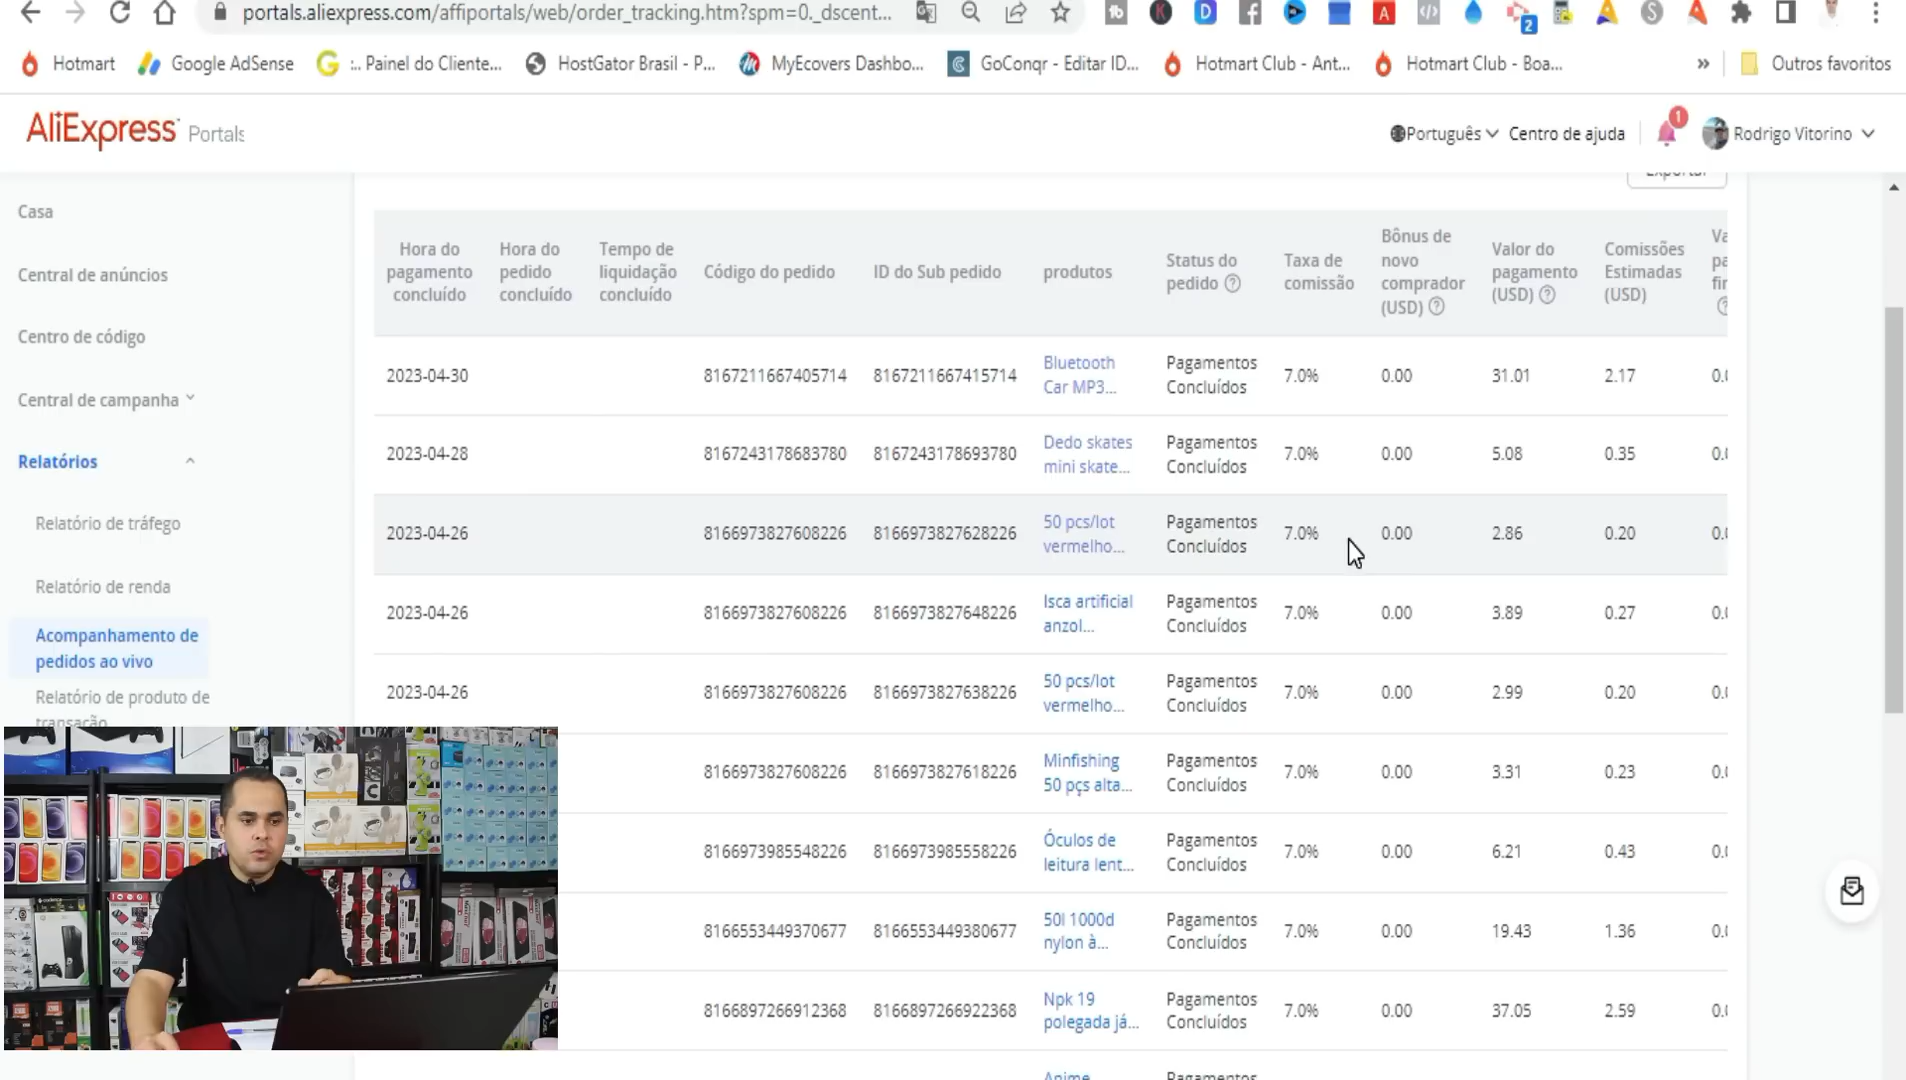 portals.aliexpress.com/affiportals/web/order_tracking.htm?spm=0._dscent...
2
Hotmart
Google AdSense
:.. Painel do Cliente...
HostGator Brasil - P...
MyEcovers Dashbo...
GoConqr - Editar ID...
Hotmart Club - Ant...
Hotmart Club - Boa...
»
Outros favoritos
AliExpress Portals
Português
Centro de ajuda
1
Rodrigo Vitorino
Exportar
Casa
Central de anúncios
Centro de código
Central de campanha
Relatórios
Relatório de tráfego
Relatório de renda
Acompanhamento de
pedidos ao vivo
Relatório de produto de
transação
Hora do
pagamento
concluído
Hora do
pedido
concluído
Tempo de
liquidação
concluído
Código do pedido
ID do Sub pedido
produtos
Status do
pedido
Taxa de
comissão
Bônus de
novo
comprador
(USD)
Valor do
pagamento
(USD)
Comissões
Estimadas
(USD)
2023-04-30 8167211667405714 8167211667415714 Bluetooth Pagamentos 7.0% 0.00 31.01 2.17
Car MP3... Concluídos
2023-04-28 8167243178683780 8167243178693780 Dedo skates Pagamentos 7.0% 0.00 5.08 0.35
mini skate... Concluídos
2023-04-26 8166973827608226 8166973827628226 50 pcs/lot Pagamentos 7.0% 0.00 2.86 0.20
vermelho... Concluídos
2023-04-26 8166973827608226 8166973827648226 Isca artificial Pagamentos 7.0% 0.00 3.89 0.27
anzol... Concluídos
2023-04-26 8166973827608226 8166973827638226 50 pcs/lot Pagamentos 7.0% 0.00 2.99 0.20
vermelho... Concluídos
8166973827608226 8166973827618226 Minfishing Pagamentos 7.0% 0.00 3.31 0.23
50 pçs alta... Concluídos
8166973985548226 8166973985558226 Óculos de Pagamentos 7.0% 0.00 6.21 0.43
leitura lent... Concluídos
8166553449370677 8166553449380677 50l 1000d Pagamentos 7.0% 0.00 19.43 1.36
nylon à... Concluídos
8166897266912368 8166897266922368 Npk 19 Pagamentos 7.0% 0.00 37.05 2.59
polegada já... Concluídos
Anime Pagamentos